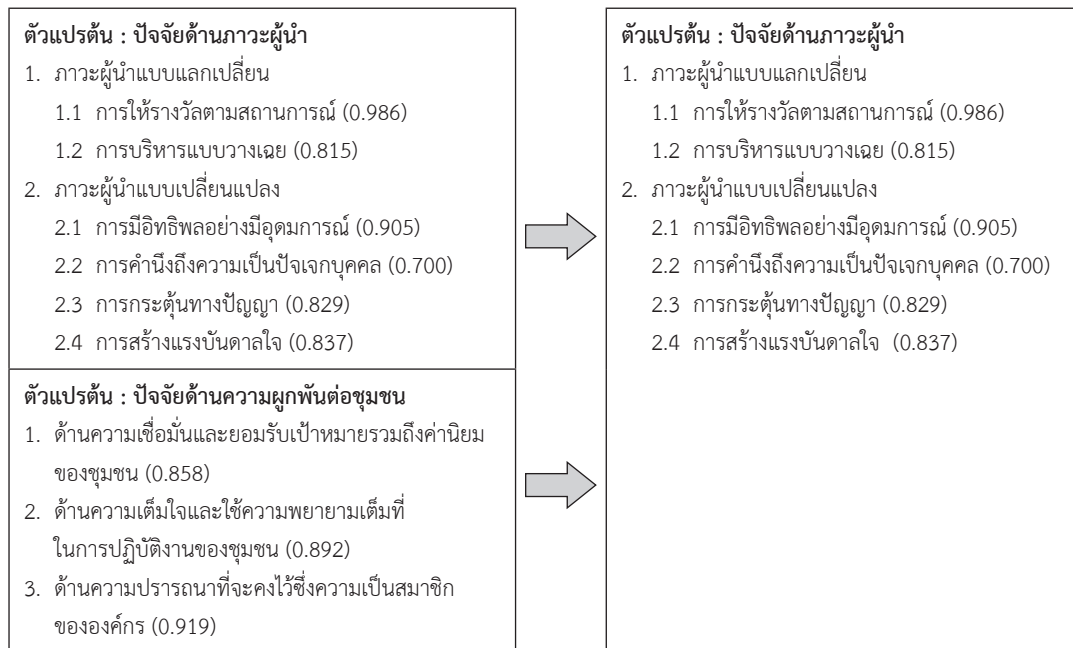 ตัวแปรต้น : ปัจจัยด้านภาวะผู้นำ
1. ภาวะผู้นำแบบแลกเปลี่ยน
1.1 การให้รางวัลตามสถานการณ์ (0.986)
1.2 การบริหารแบบวางเฉย (0.815)
2. ภาวะผู้นำแบบเปลี่ยนแปลง
2.1 การมีอิทธิพลอย่างมีอุดมการณ์ (0.905)
2.2 การคำนึงถึงความเป็นปัจเจกบุคคล (0.700)
2.3 การกระตุ้นทางปัญญา (0.829)
2.4 การสร้างแรงบันดาลใจ (0.837)
ตัวแปรต้น : ปัจจัยด้านความผูกพันต่อชุมชน
1. ด้านความเชื่อมั่นและยอมรับเป้าหมายรวมถึงค่านิยม
ของชุมชน (0.858)
2. ด้านความเต็มใจและใช้ความพยายามเต็มที่
ในการปฏิบัติงานของชุมชน (0.892)
3. ด้านความปรารถนาที่จะคงไว้ซึ่งความเป็นสมาชิก
ขององค์กร (0.919)
ตัวแปรต้น : ปัจจัยด้านภาวะผู้นำ
1. ภาวะผู้นำแบบแลกเปลี่ยน
1.1 การให้รางวัลตามสถานการณ์ (0.986)
1.2 การบริหารแบบวางเฉย (0.815)
2. ภาวะผู้นำแบบเปลี่ยนแปลง
2.1 การมีอิทธิพลอย่างมีอุดมการณ์ (0.905)
2.2 การคำนึงถึงความเป็นปัจเจกบุคคล (0.700)
2.3 การกระตุ้นทางปัญญา (0.829)
2.4 การสร้างแรงบันดาลใจ (0.837)